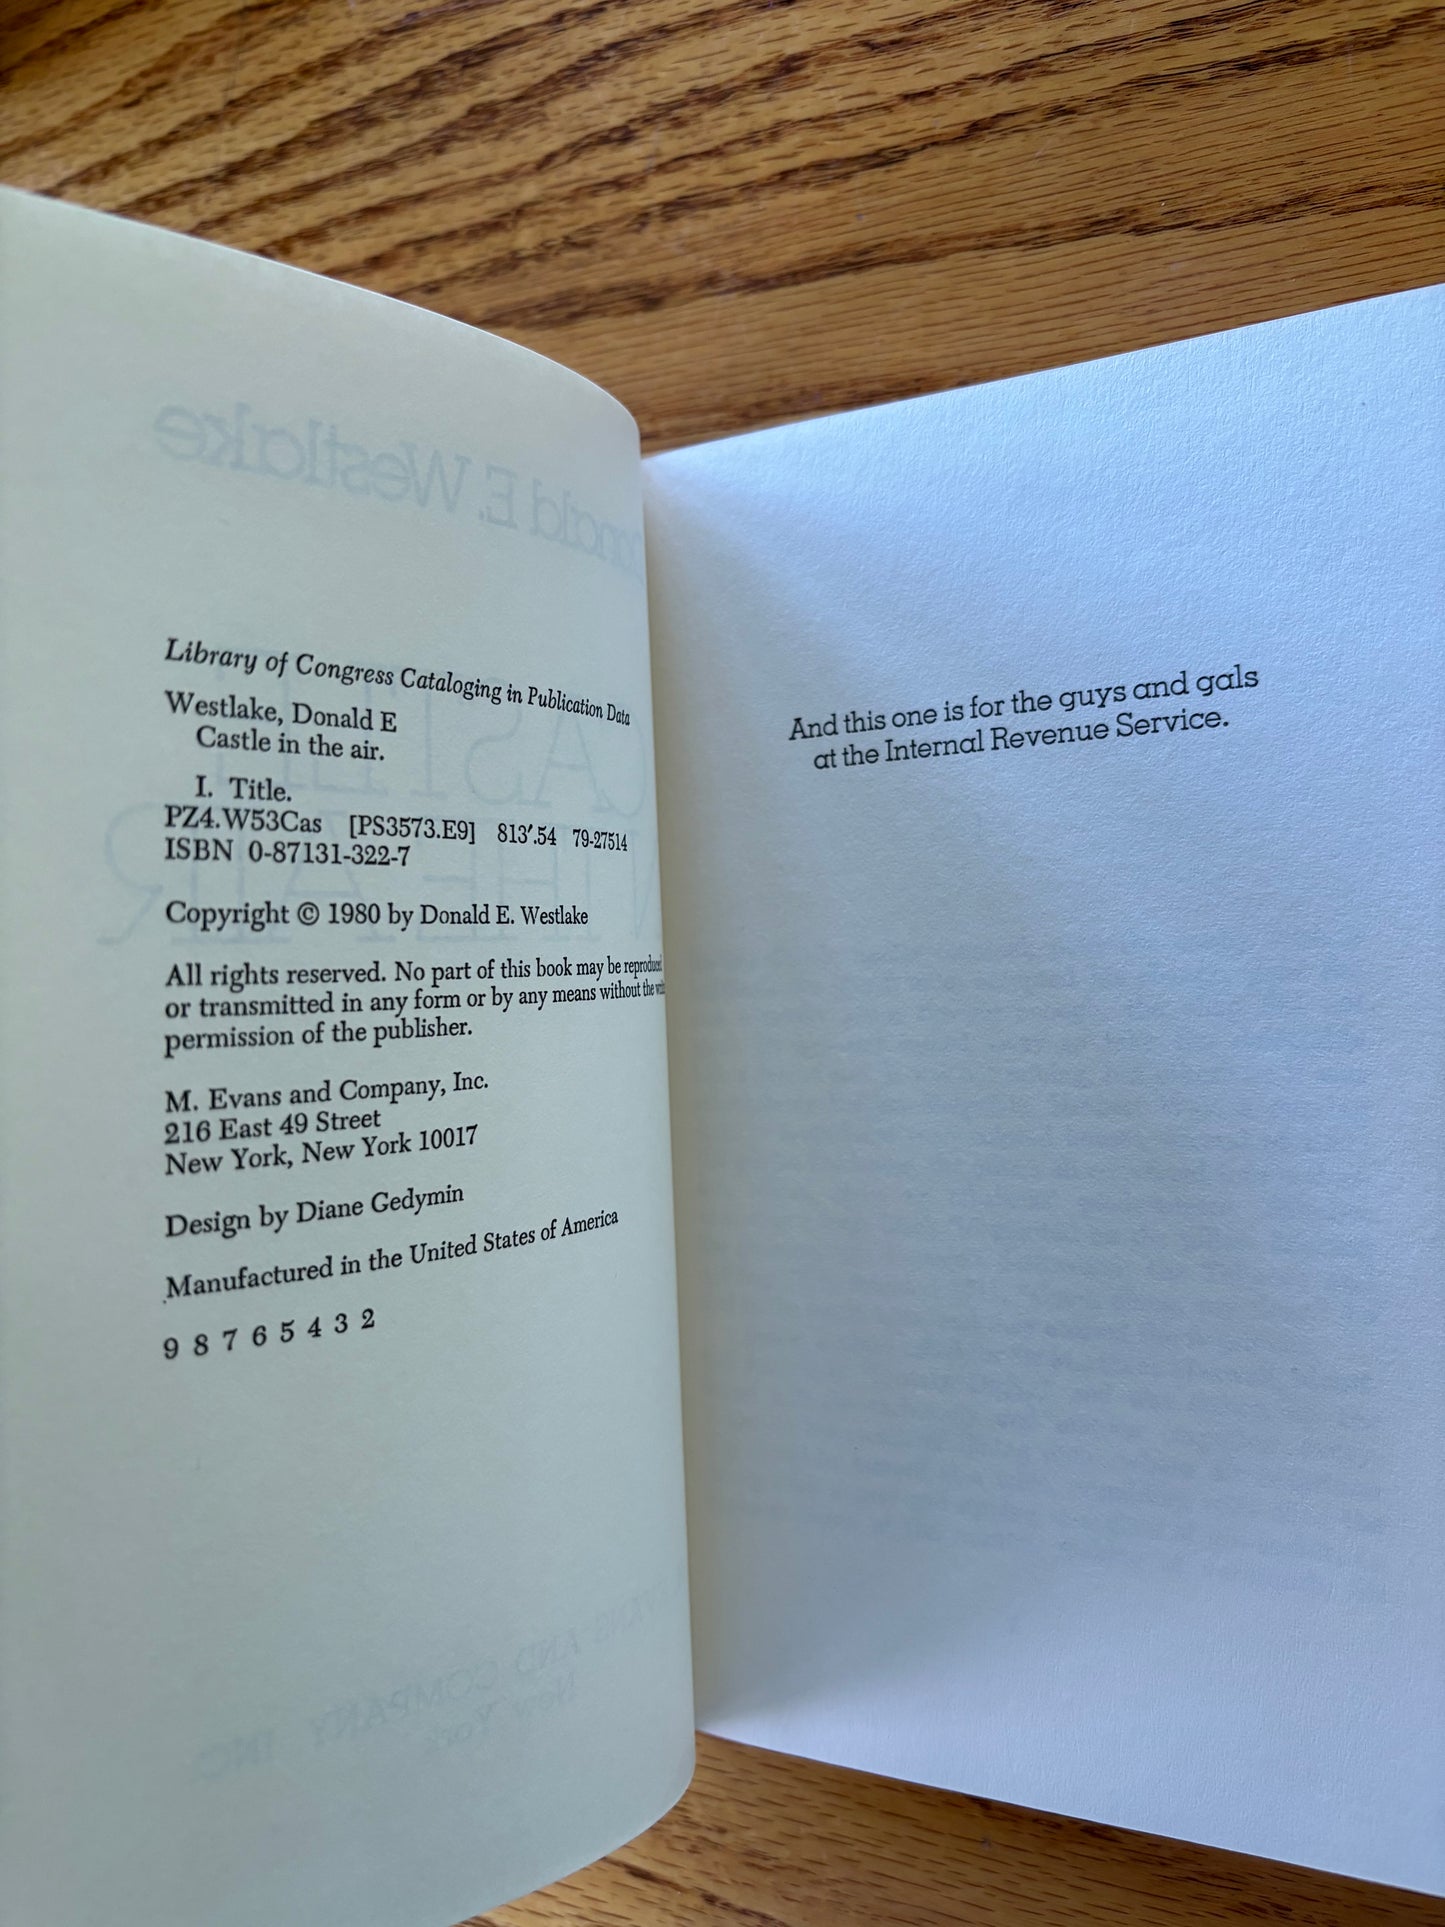 Library of Congress Cataloging in Publication Data
Westlake, Donald E
Castle in the air.
I. Title.
PZ4.W53Cas [PS3573.E9] 813′.54 79-27514
ISBN 0-87131-322-7
Copyright © 1980 by Donald E. Westlake
All rights reserved. No part of this book may be reproduced
or transmitted in any form or by any means without the
permission of the publisher.
M. Evans and Company, Inc.
216 East 49 Street
New York, New York 10017
Design by Diane Gedymin
Manufactured in the United States of America
9 8 7 6 5 4 3 2
And this one is for the guys and gals
at the Internal Revenue Service.